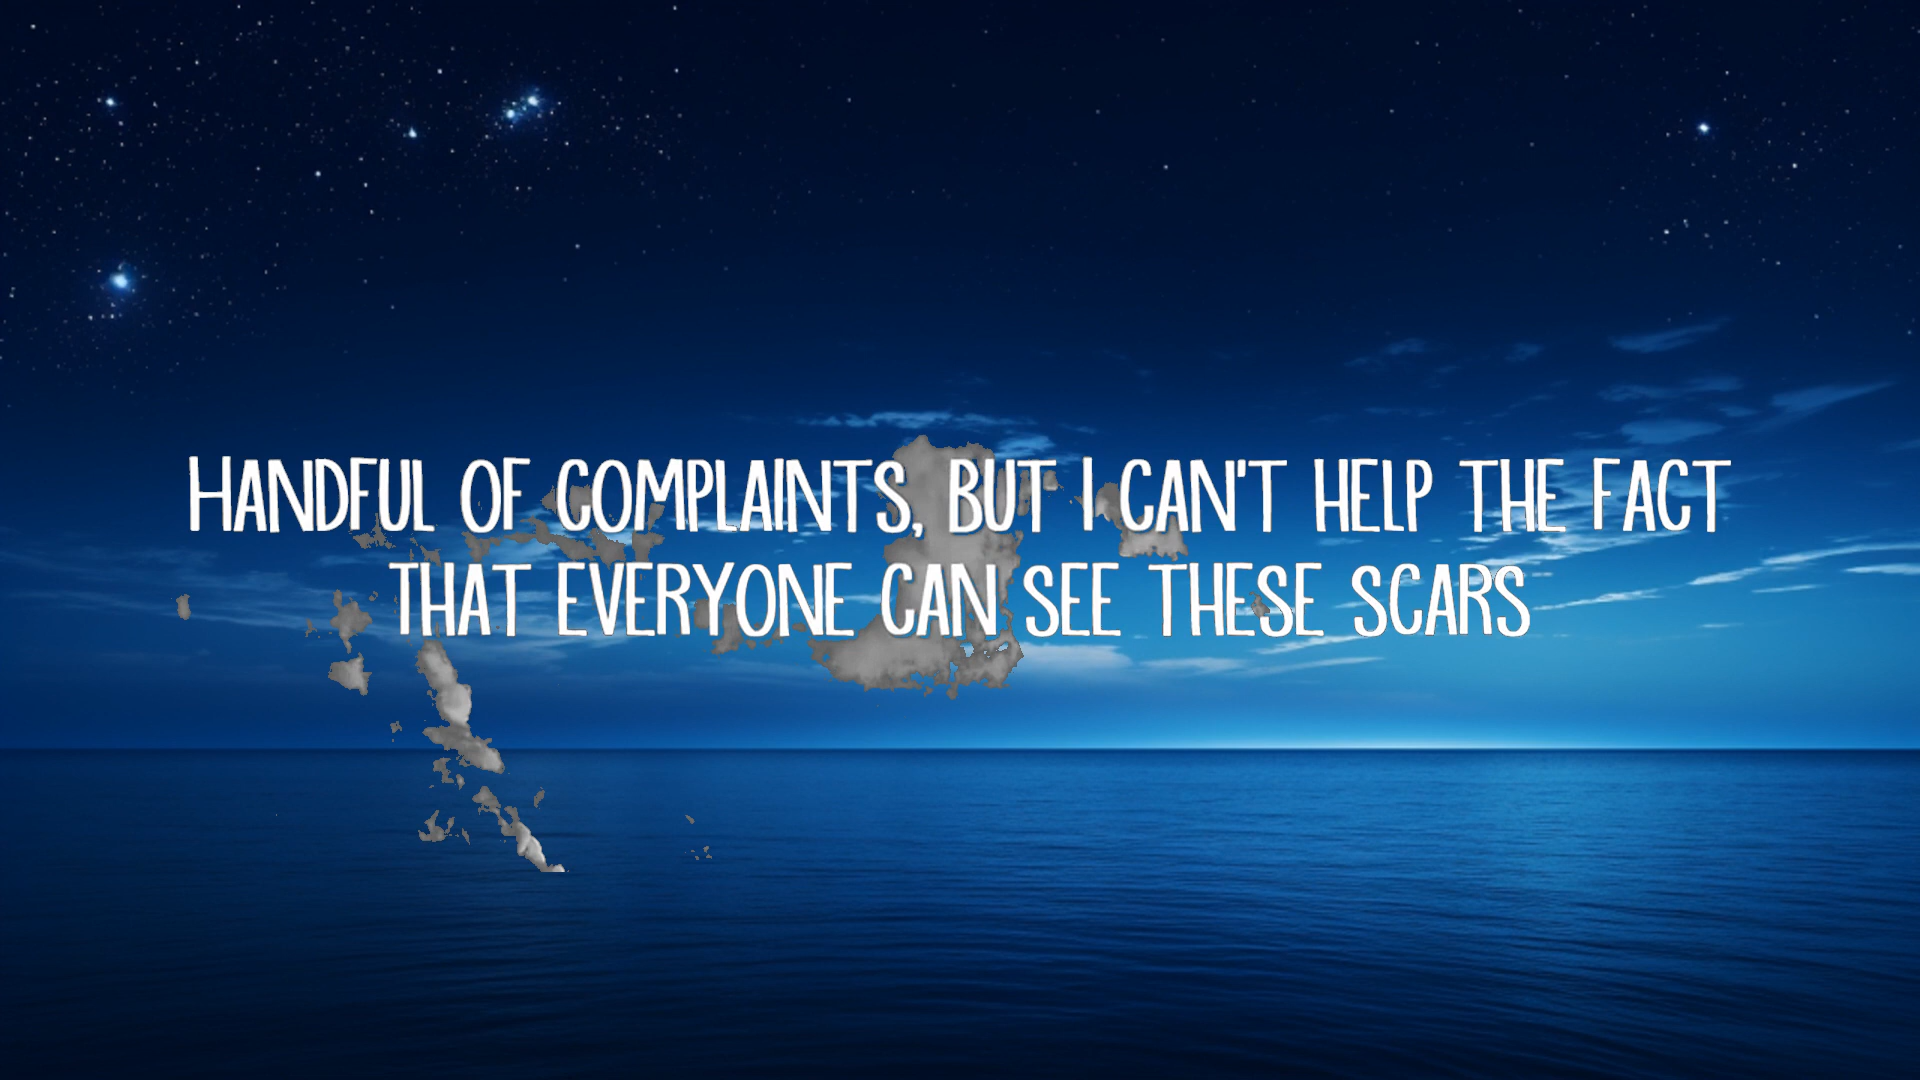 HANDFUL OF COMPLAINTS, BUT I CAN'T HELP THE FACT
THAT EVERYONE CAN SEE THESE SCARS